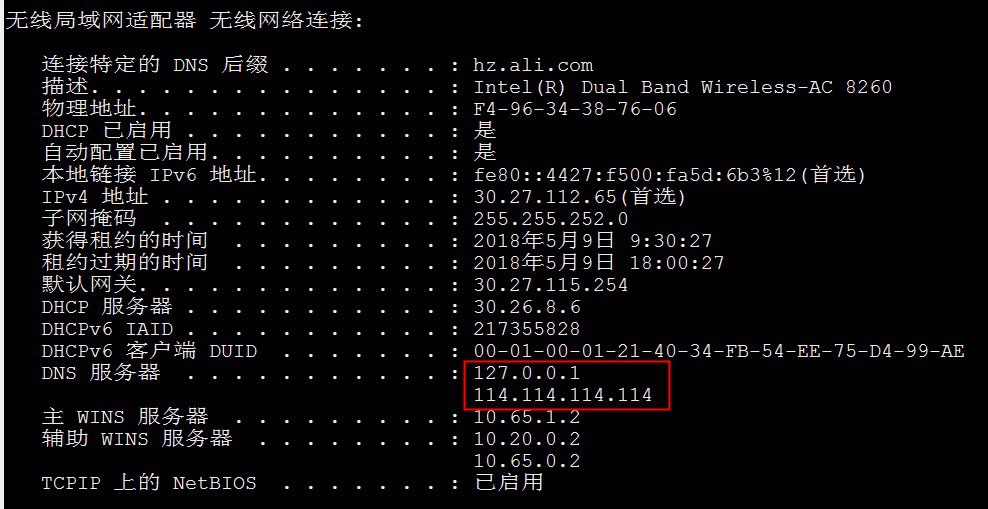 无线局域网适配器 无线网络连接:
连接特定的 DNS 后缀 . . . . . . . : hz.ali.com
描述. . . . . . . . . . . . . . . : Intel(R) Dual Band Wireless-AC 8260
物理地址. . . . . . . . . . . . . : F4-96-34-38-76-06
DHCP 已启用 . . . . . . . . . . . : 是
自动配置已启用. . . . . . . . . . : 是
本地链接 IPv6 地址. . . . . . . . : fe80::4427:f500:fa5d:6b3%12(首选)
IPv4 地址 . . . . . . . . . . . . : 30.27.112.65(首选)
子网掩码  . . . . . . . . . . . . : 255.255.252.0
获得租约的时间  . . . . . . . . . : 2018年5月9日 9:30:27
租约过期的时间  . . . . . . . . . : 2018年5月9日 18:00:27
默认网关. . . . . . . . . . . . . : 30.27.115.254
DHCP 服务器 . . . . . . . . . . . : 30.26.8.6
DHCPv6 IAID . . . . . . . . . . . : 217355828
DHCPv6 客户端 DUID  . . . . . . . : 00-01-00-01-21-40-34-FB-54-EE-75-D4-99-AE
DNS 服务器  . . . . . . . . . . . : 127.0.0.1
114.114.114.114
主 WINS 服务器  . . . . . . . . . : 10.65.1.2
辅助 WINS 服务器  . . . . . . . . : 10.20.0.2
10.65.0.2
TCPIP 上的 NetBIOS  . . . . . . . : 已启用